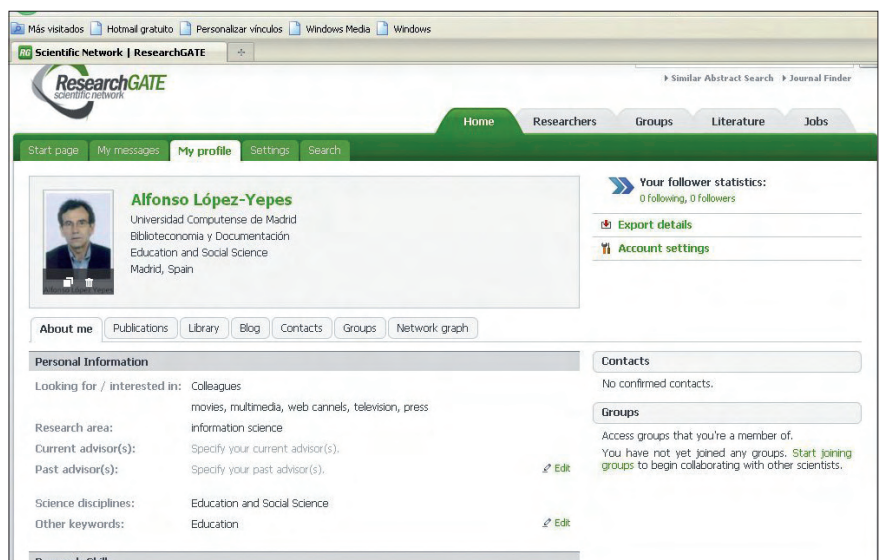 Más visitados Hotmail gratuito Personalizar vínculos Windows Media Windows
RG Scientific Network | ResearchGATE
ResearchGATE
scientific network
Similar Abstract Search Journal Finder
Home Researchers Groups Literature Jobs
Start page My messages My profile Settings Search
Alfonso López-Yepes
Universidad Computense de Madrid
Biblioteconomia y Documentación
Education and Social Science
Madrid, Spain
Alfonso López Yepes
Your follower statistics:
0 following, 0 followers
Export details
Account settings
About me Publications Library Blog Contacts Groups Network graph
Personal Information
Looking for / interested in: Colleagues
movies, multimedia, web cannels, television, press
Research area: information science
Current advisor(s): Specify your current advisor(s).
Past advisor(s): Specify your past advisor(s). Edit
Science disciplines: Education and Social Science
Other keywords: Education Edit
Contacts
No confirmed contacts.
Groups
Access groups that you're a member of.
You have not yet joined any groups. Start joining
groups to begin collaborating with other scientists.